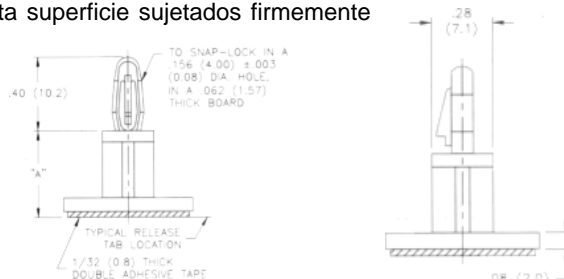 ta superficie sujetados firmemente
.28
(7.1)
TO SNAP-LOCK IN A
.156 (4.00) ±.003
(0.08) DIA. HOLE,
IN A .062 (1.57)
THICK BOARD
.40 (10.2)
"A"
TYPICAL RELEASE
TAB LOCATION
1/32 (0.8) THICK
DOUBLE ADHESIVE TAPE
.08 (2.0)